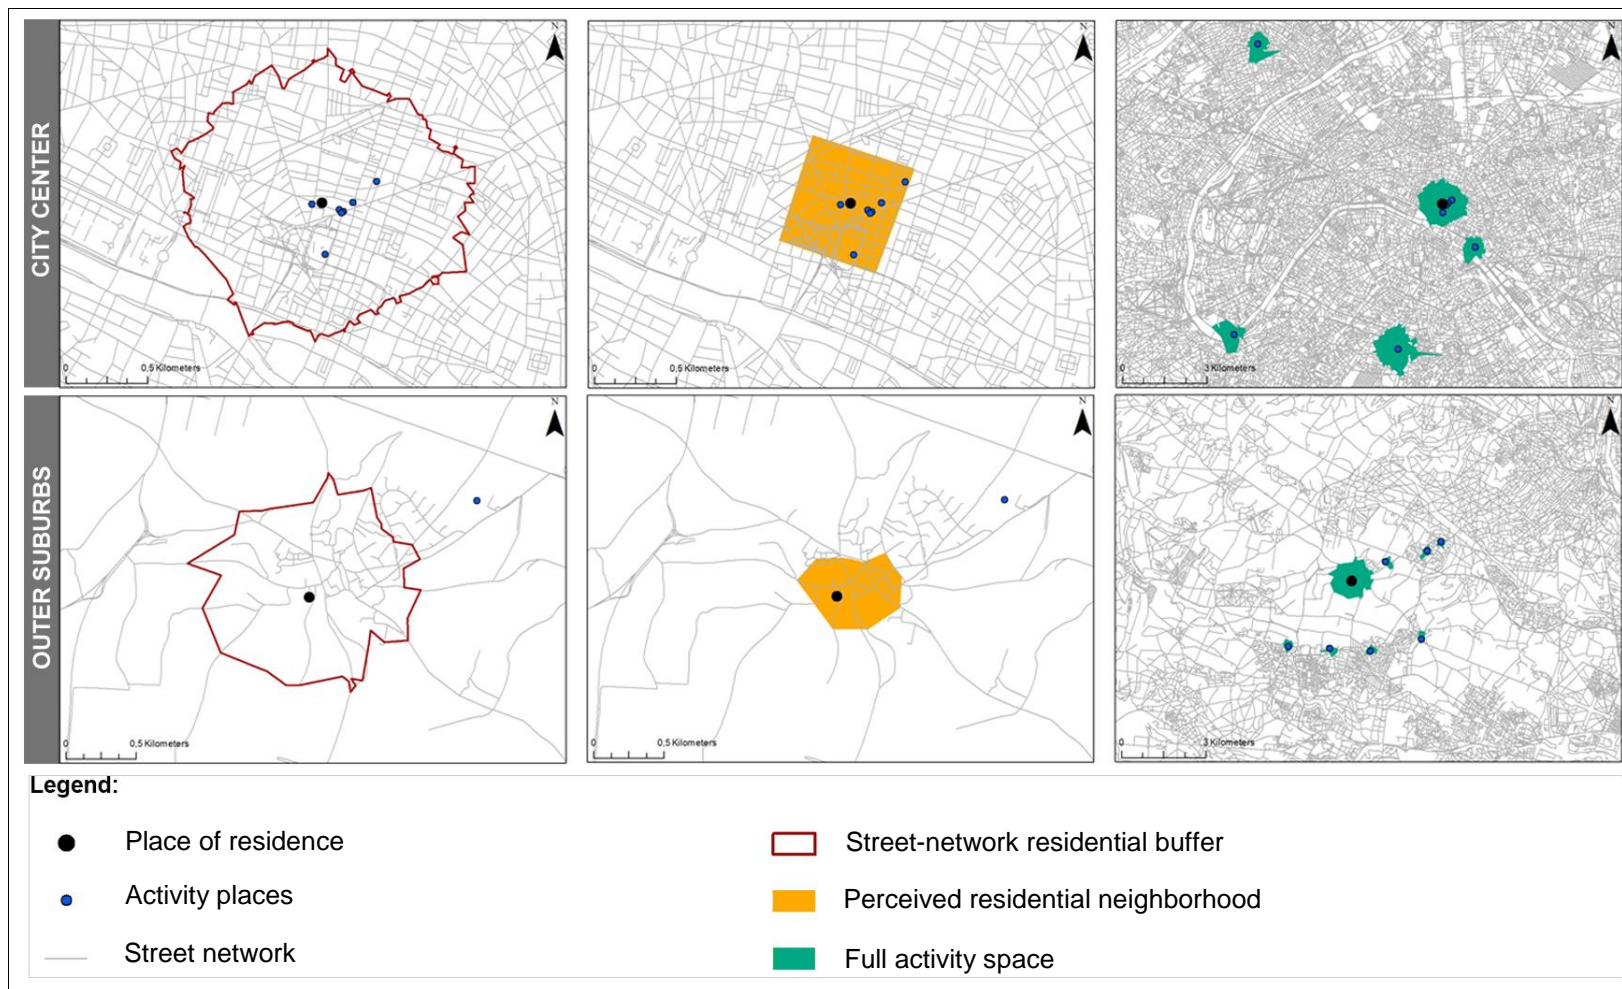 CITY CENTER
N
0
0,5 Kilometers
N
0
0,5 Kilometers
N
0
3 Kilometers
OUTER SUBURBS
N
0
0,5 Kilometers
N
0
0,5 Kilometers
N
0
3 Kilometers
Legend:
Place of residence
Street-network residential buffer
Activity places
Perceived residential neighborhood
Street network
Full activity space